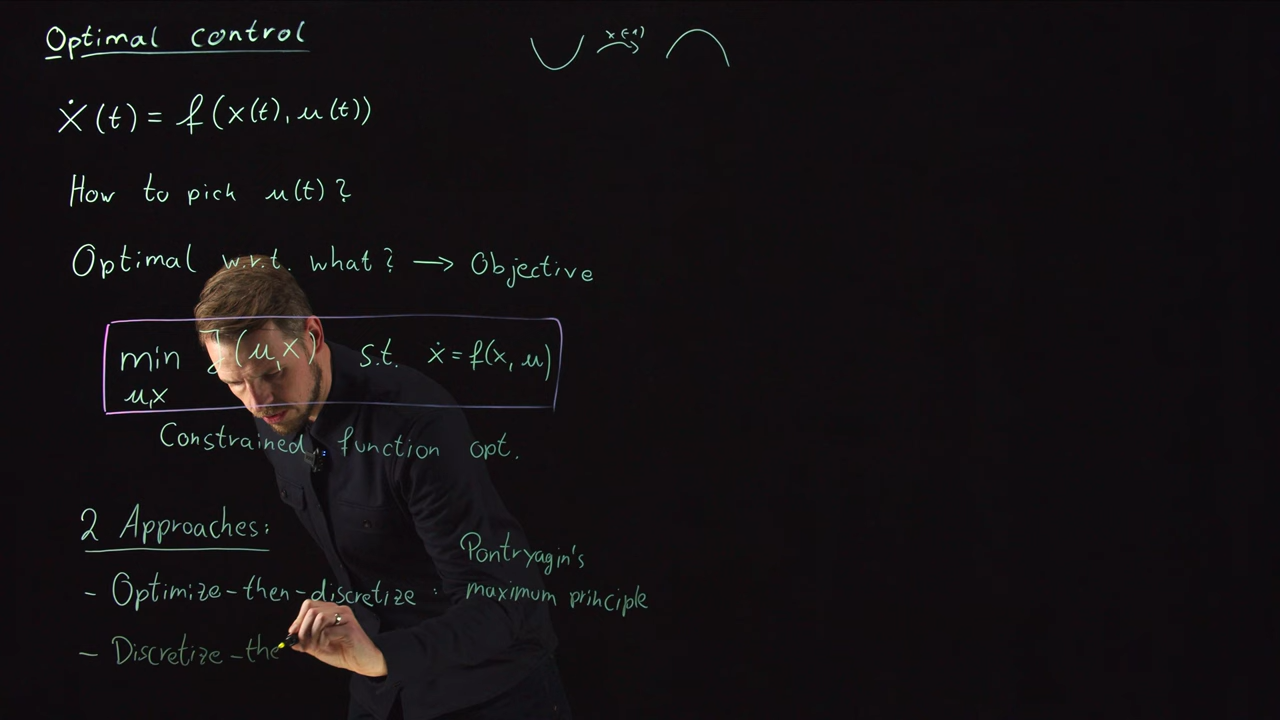 Optimal control
x (-1)
ẋ(t) = f(x(t), u(t))
How to pick u(t)?
Optimal w.r.t. what? → Objective
min J(u,x) s.t. ẋ = f(x, u)
u,x
Constrained function opt.
2 Approaches:
Pontryagin's
- Optimize-then-discretize : maximum principle
- Discretize-the